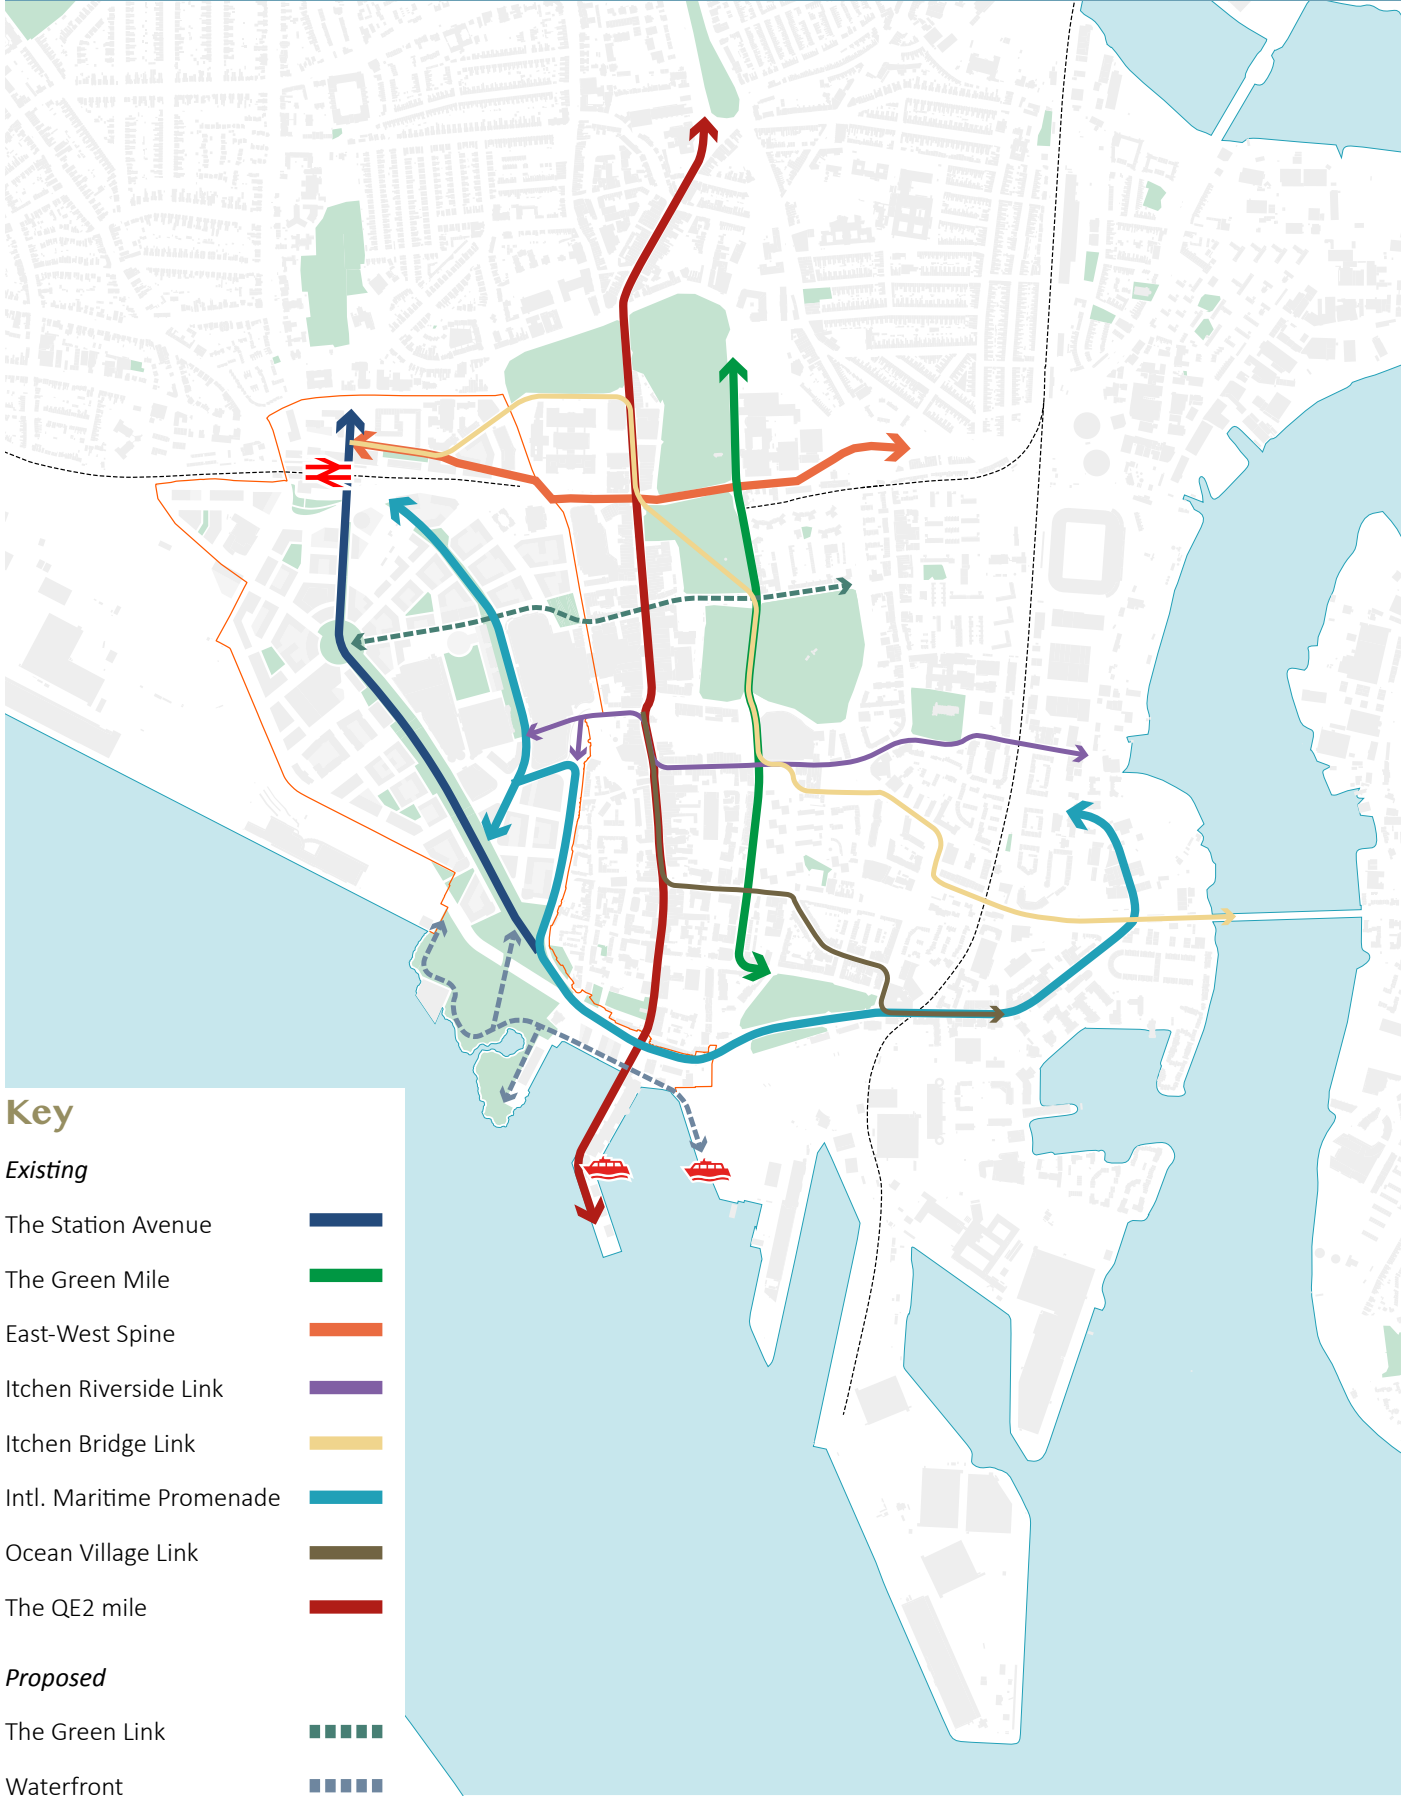 Key
Existing
The Station Avenue
The Green Mile
East-West Spine
Itchen Riverside Link
Itchen Bridge Link
Intl. Maritime Promenade
Ocean Village Link
The QE2 mile
Proposed
The Green Link
Waterfront